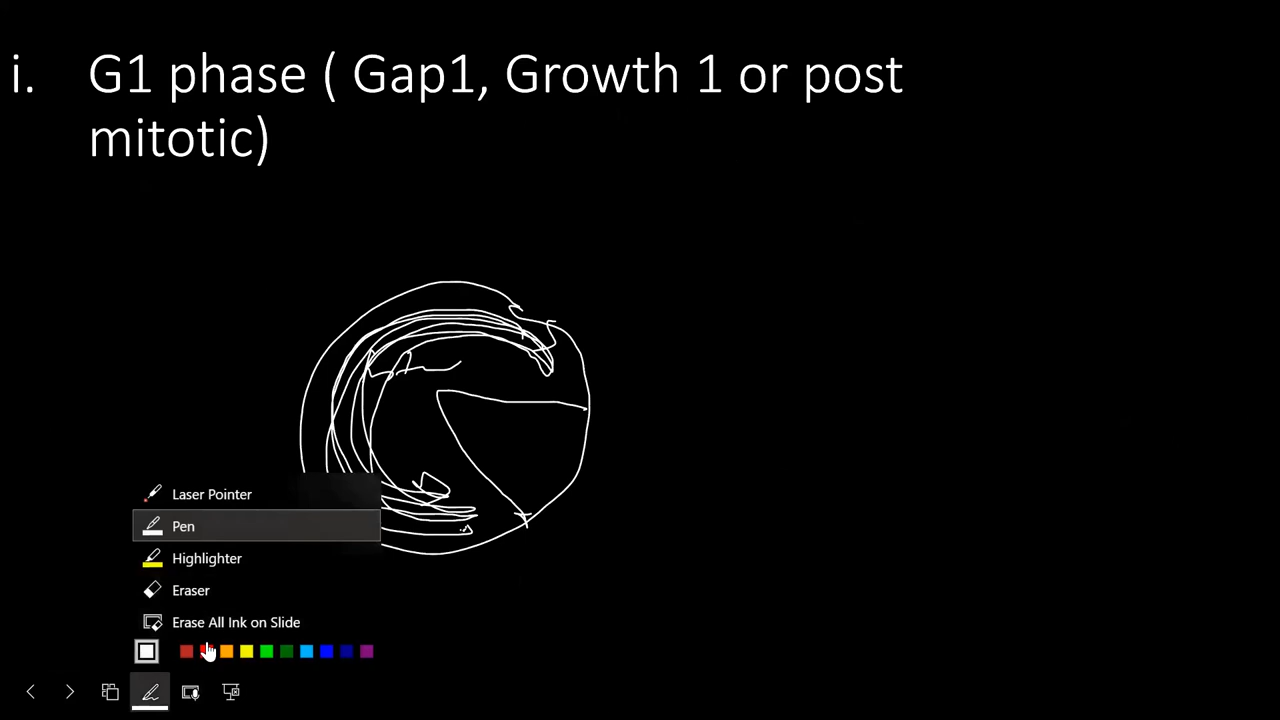 i. G1 phase ( Gap1, Growth 1 or post
mitotic)
Laser Pointer
Pen
Highlighter
Eraser
Erase All Ink on Slide